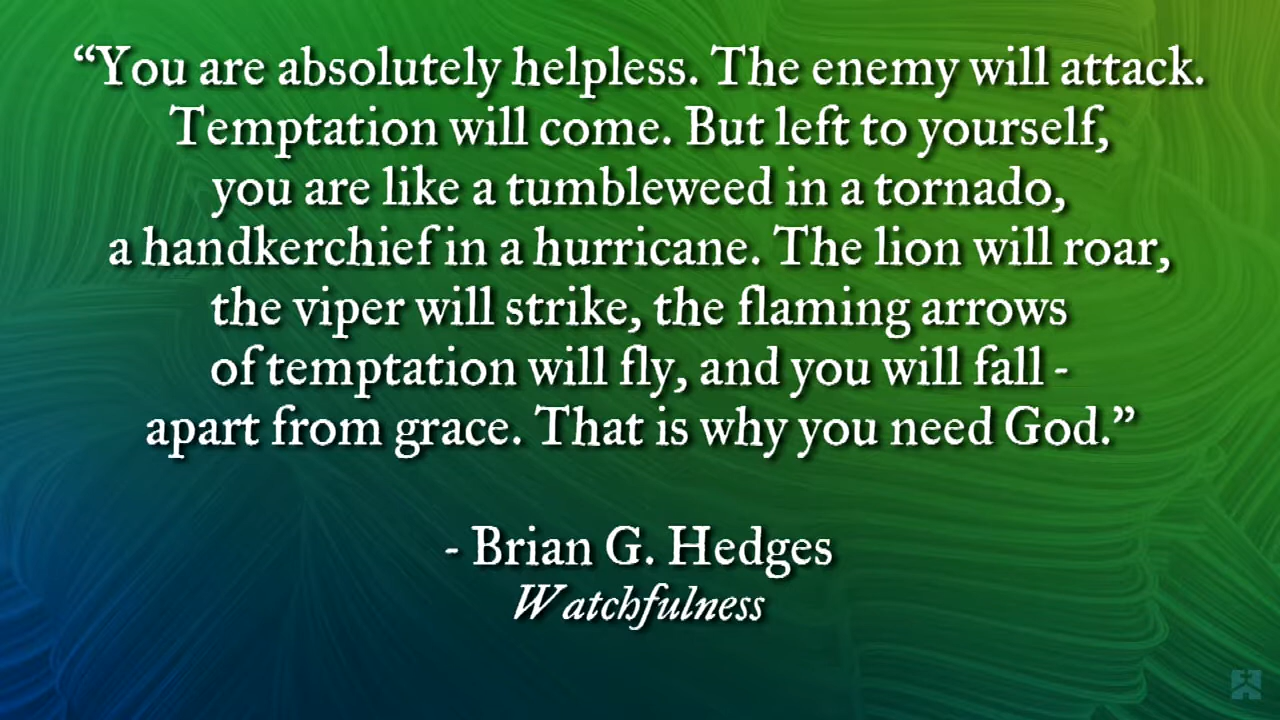 “You are absolutely helpless. The enemy will attack.
Temptation will come. But left to yourself,
you are like a tumbleweed in a tornado,
a handkerchief in a hurricane. The lion will roar,
the viper will strike, the flaming arrows
of temptation will fly, and you will fall -
apart from grace. That is why you need God.”
- Brian G. Hedges
Watchfulness